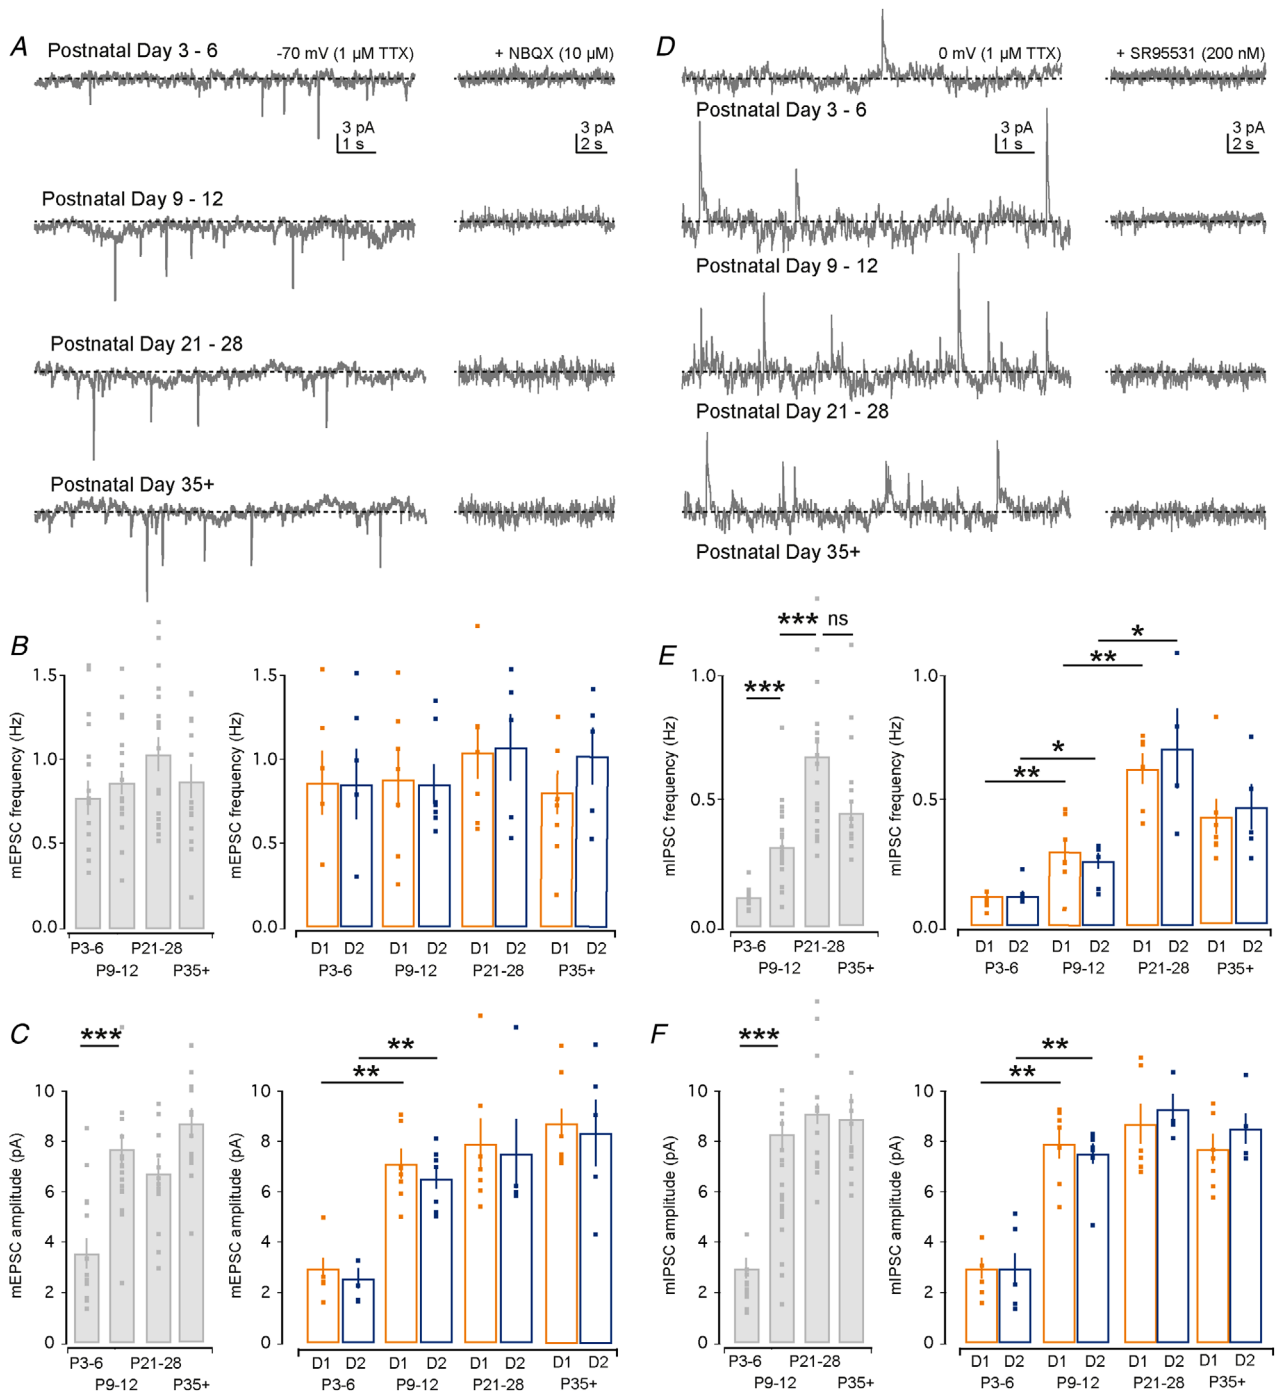 A
Postnatal Day 3 - 6
-70 mV (1 µM TTX)
+ NBQX (10 µM)
3 pA
1 s
3 pA
2 s
Postnatal Day 9 - 12
Postnatal Day 21 - 28
Postnatal Day 35+
D
0 mV (1 µM TTX)
+ SR95531 (200 nM)
Postnatal Day 3 - 6
3 pA
1 s
3 pA
2 s
Postnatal Day 9 - 12
Postnatal Day 21 - 28
Postnatal Day 35+
B
mEPSC frequency (Hz)
1.5
1.0
0.5
0.0
P3-6
P9-12
P21-28
P35+
mEPSC frequency (Hz)
1.5
1.0
0.5
0.0
D1 D2 D1 D2 D1 D2 D1 D2
P3-6 P9-12 P21-28 P35+
E
mIPSC frequency (Hz)
1.0
0.5
0.0
***
***
ns
P3-6
P9-12
P21-28
P35+
mIPSC frequency (Hz)
1.0
0.5
0.0
**
*
**
*
D1 D2 D1 D2 D1 D2 D1 D2
P3-6 P9-12 P21-28 P35+
C
mEPSC amplitude (pA)
10
8
6
4
2
0
***
P3-6
P9-12
P21-28
P35+
mEPSC amplitude (pA)
10
8
6
4
2
0
**
**
D1 D2 D1 D2 D1 D2 D1 D2
P3-6 P9-12 P21-28 P35+
F
mIPSC amplitude (pA)
10
8
6
4
2
0
***
P3-6
P9-12
P21-28
P35+
mIPSC amplitude (pA)
10
8
6
4
2
0
**
**
D1 D2 D1 D2 D1 D2 D1 D2
P3-6 P9-12 P21-28 P35+